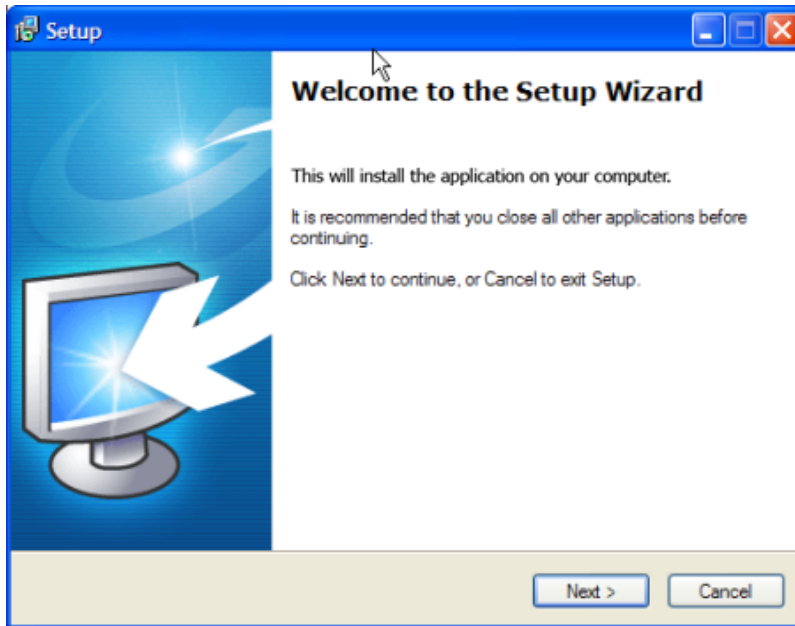 Setup
Welcome to the Setup Wizard
This will install the application on your computer.
It is recommended that you close all other applications before
continuing.
Click Next to continue, or Cancel to exit Setup.
Next >
Cancel